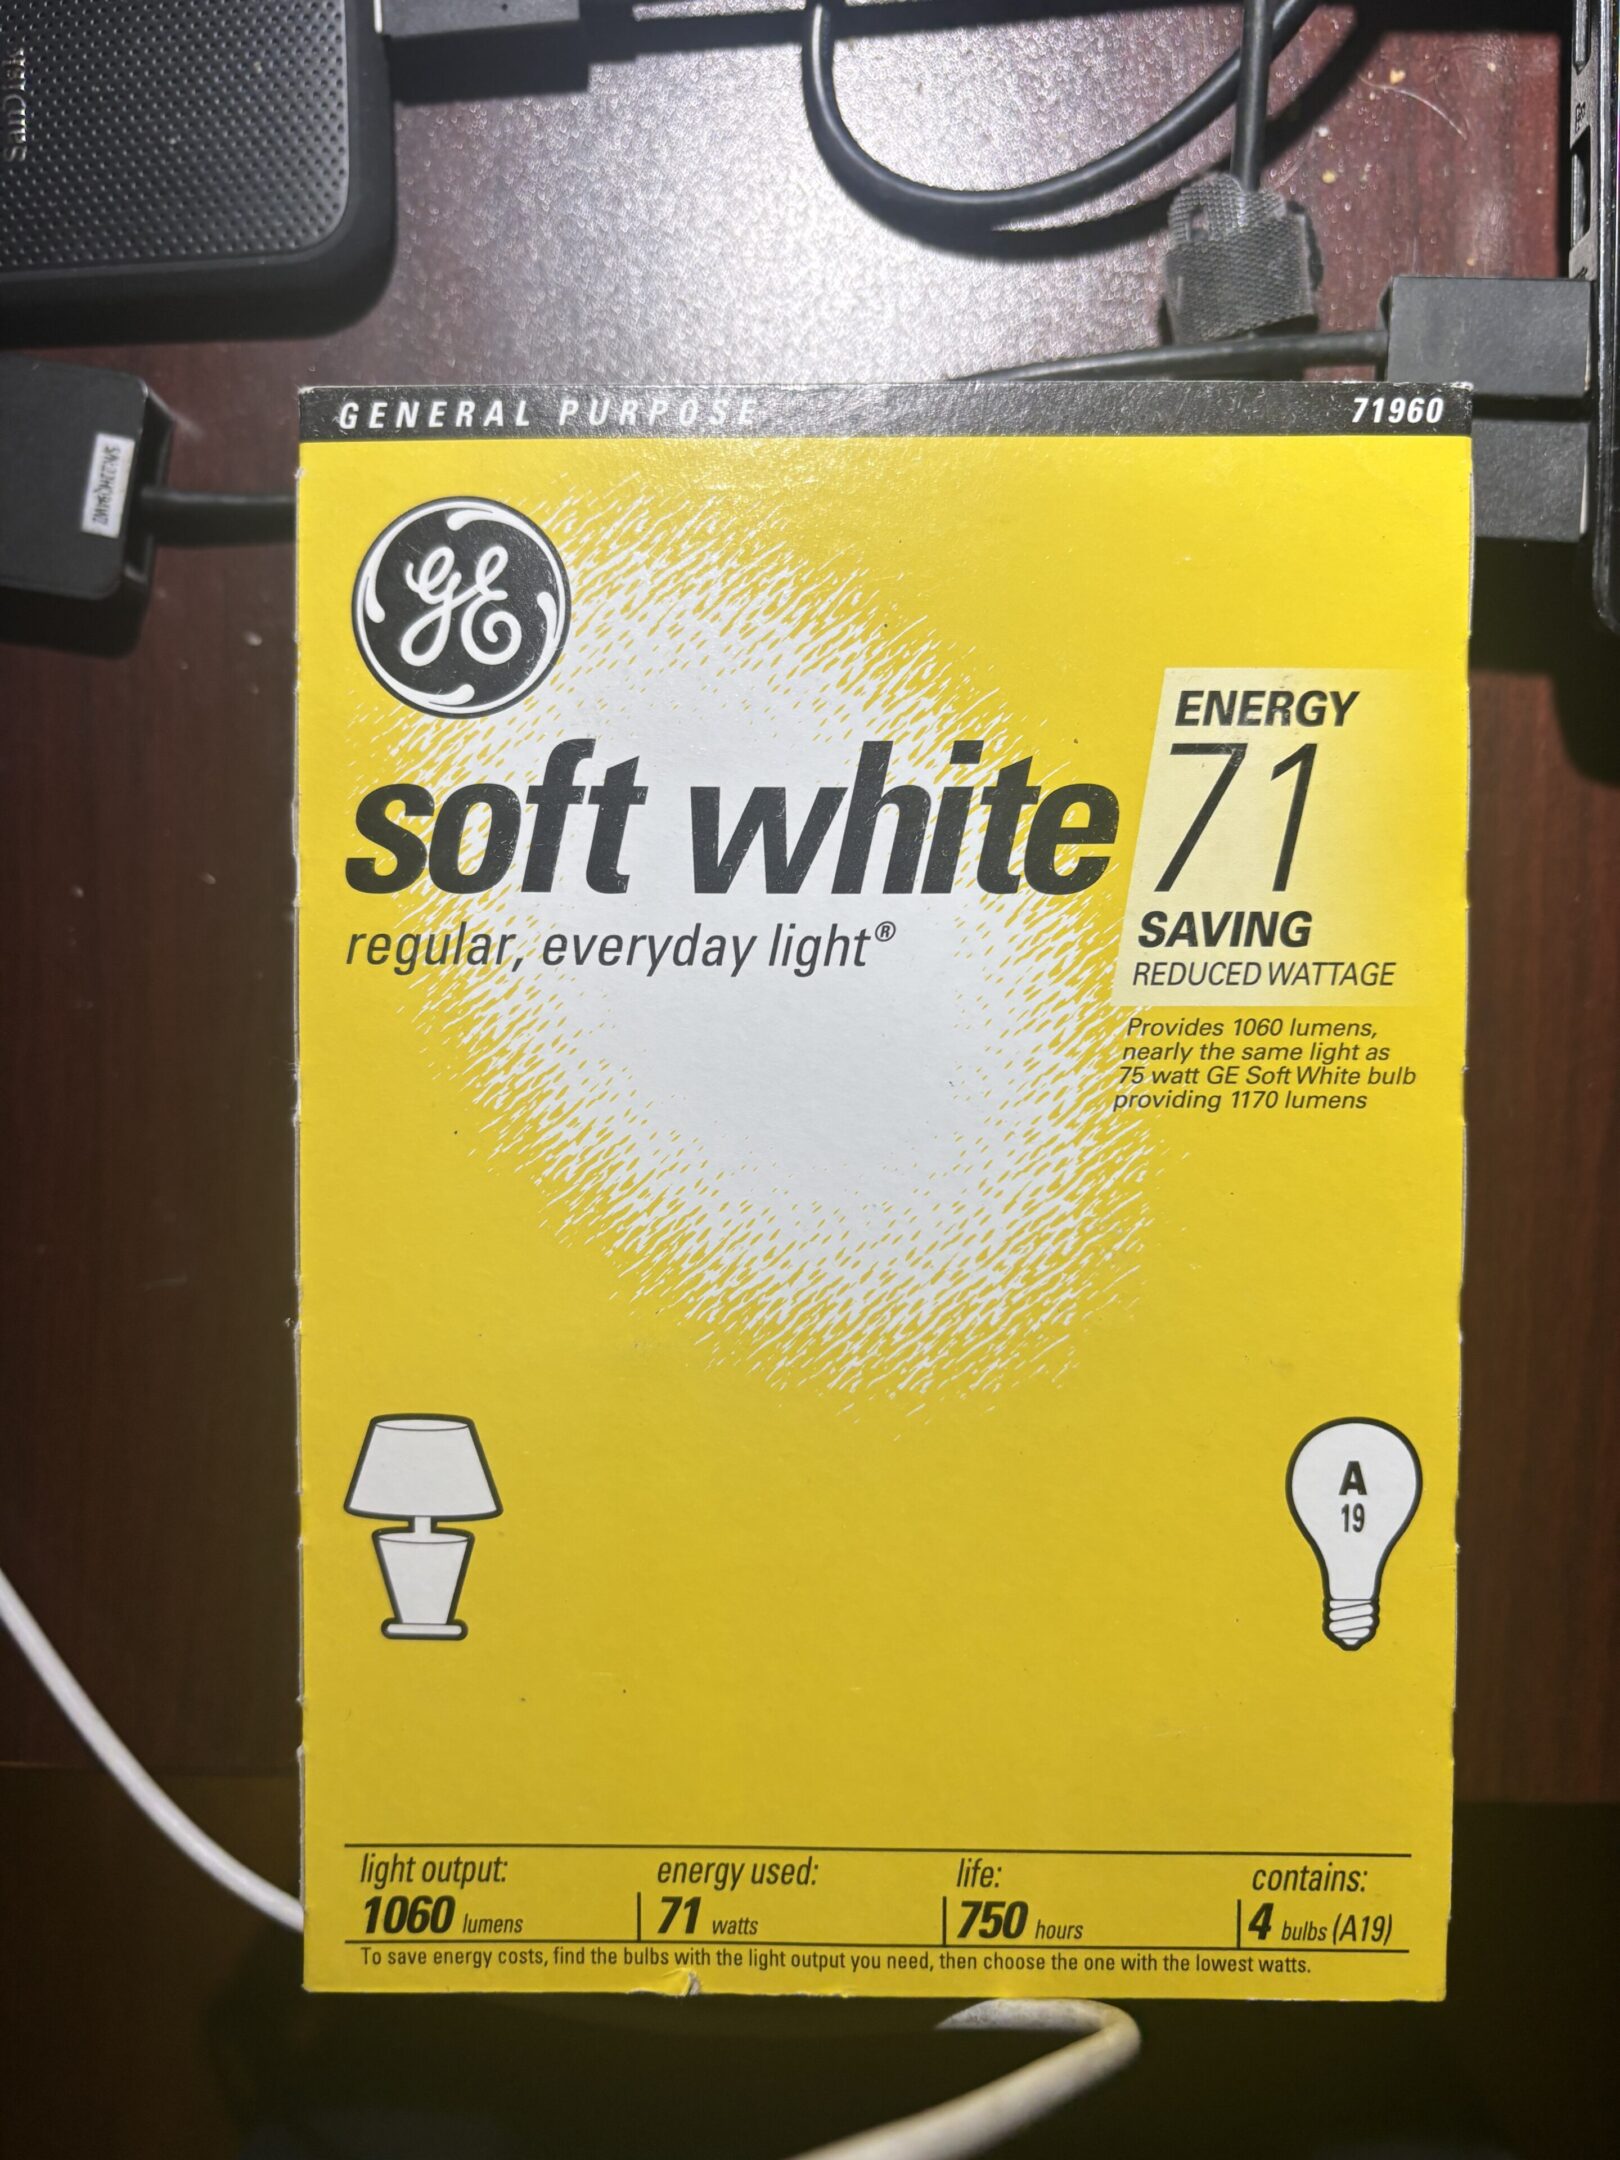 SanDisk
GENERAL PURPOSE
71960
GE
soft white
regular, everyday light®
ENERGY
71
SAVING
REDUCED WATTAGE
Provides 1060 lumens,
nearly the same light as
75 watt GE Soft White bulb
providing 1170 lumens
A
19
light output:
1060 lumens
energy used:
71 watts
life:
750 hours
contains:
4 bulbs (A19)
To save energy costs, find the bulbs with the light output you need, then choose the one with the lowest watts.